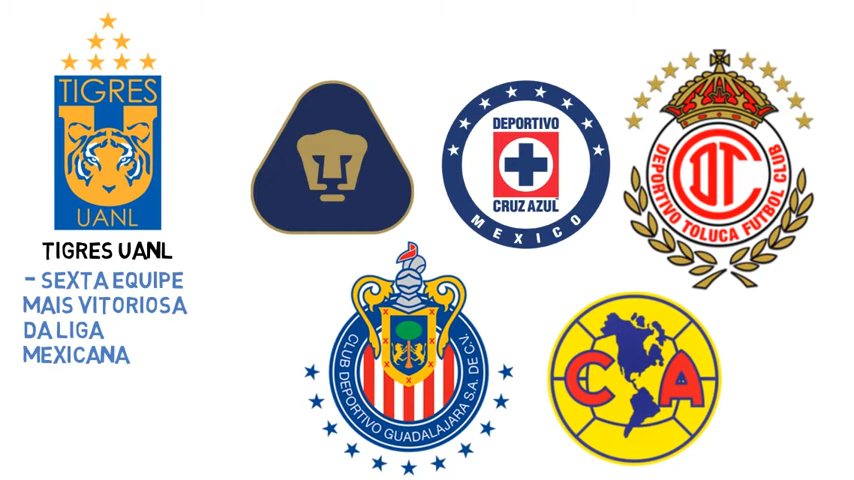 TIGRES
UANL
TIGRES UANL
- SEXTA EQUIPE
MAIS VITORIOSA
DA LIGA
MEXICANA
DEPORTIVO
CRUZ AZUL
MEXICO
DTC
DEPORTIVO TOLUCA FUTBOL CLUB
CLUB DEPORTIVO GUADALAJARA S.A. DE C.V.
C A